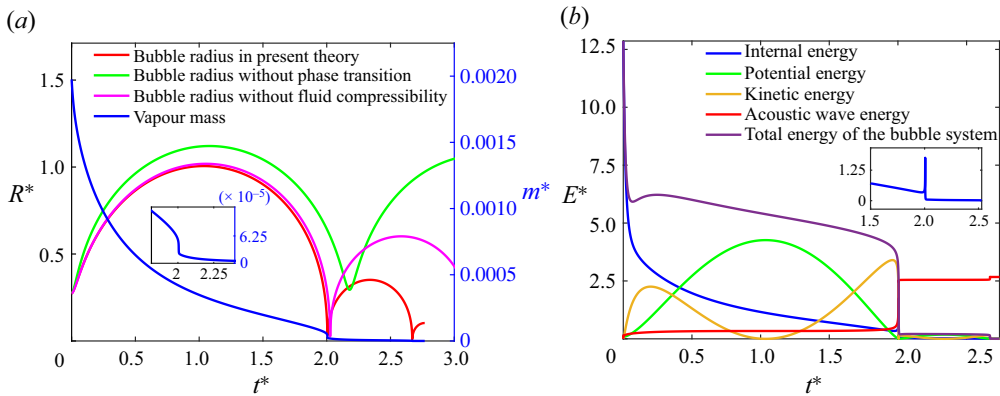 (a)
Bubble radius in present theory
Bubble radius without phase transition
Bubble radius without fluid compressibility
Vapour mass
1.5
1.0
0.5
R*
0.0020
0.0015
0.0010
0.0005
0
m*
(× 10⁻⁵)
6.25
0
2
2.25
0
0.5
1.0
1.5
2.0
2.5
3.0
t*
(b)
Internal energy
Potential energy
Kinetic energy
Acoustic wave energy
Total energy of the bubble system
12.5
10.0
7.5
5.0
2.5
E*
1.25
0
1.5
2.0
2.5
0
0.5
1.0
1.5
2.0
2.5
t*